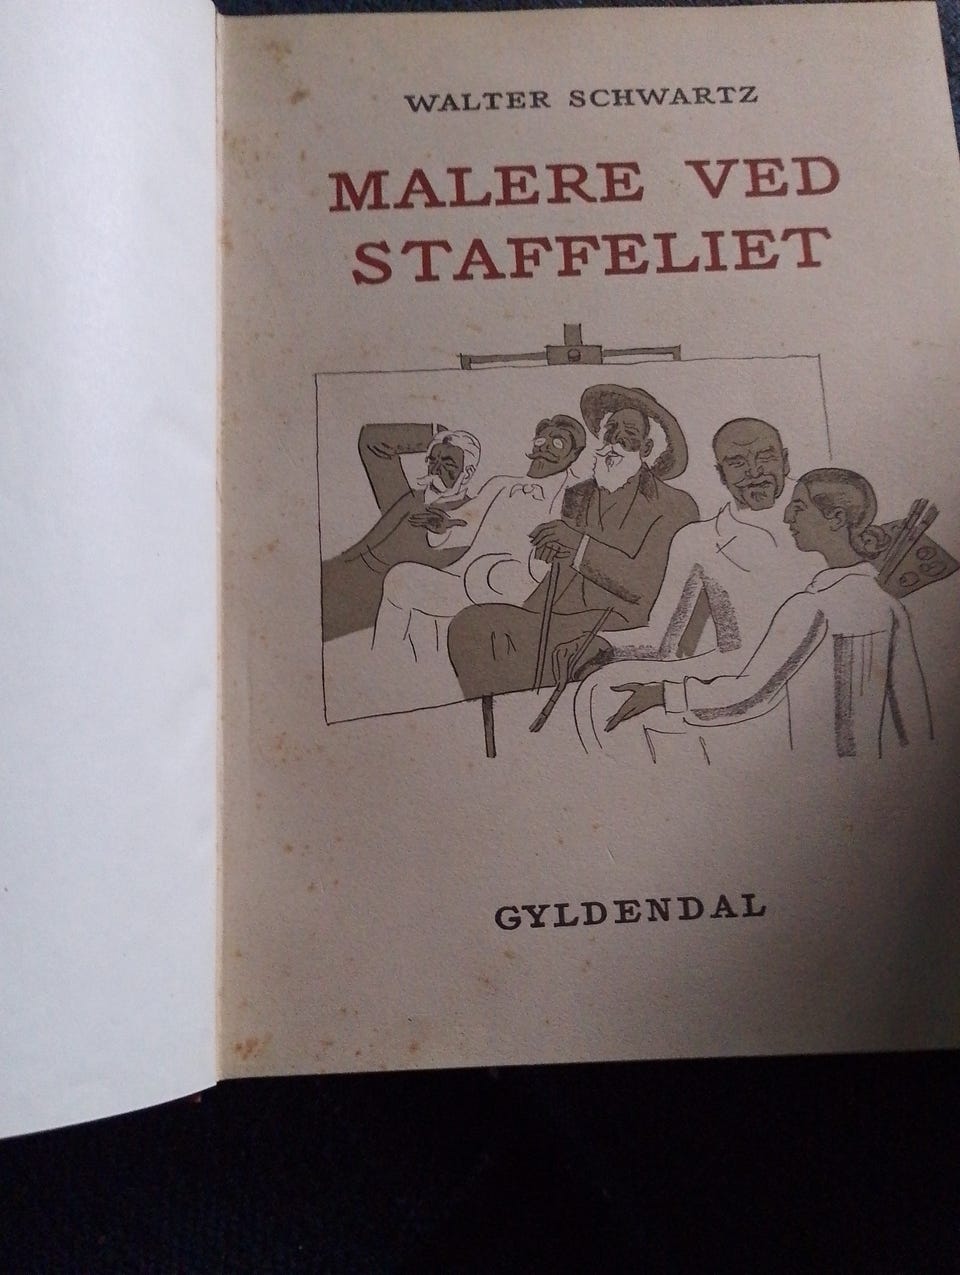 WALTER SCHWARTZ
MALERE VED
STAFFELIET
GYLDENDAL